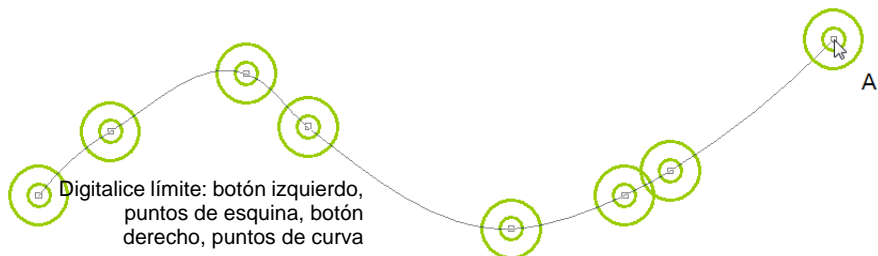 A
Digitalice límite: botón izquierdo,
puntos de esquina, botón
derecho, puntos de curva